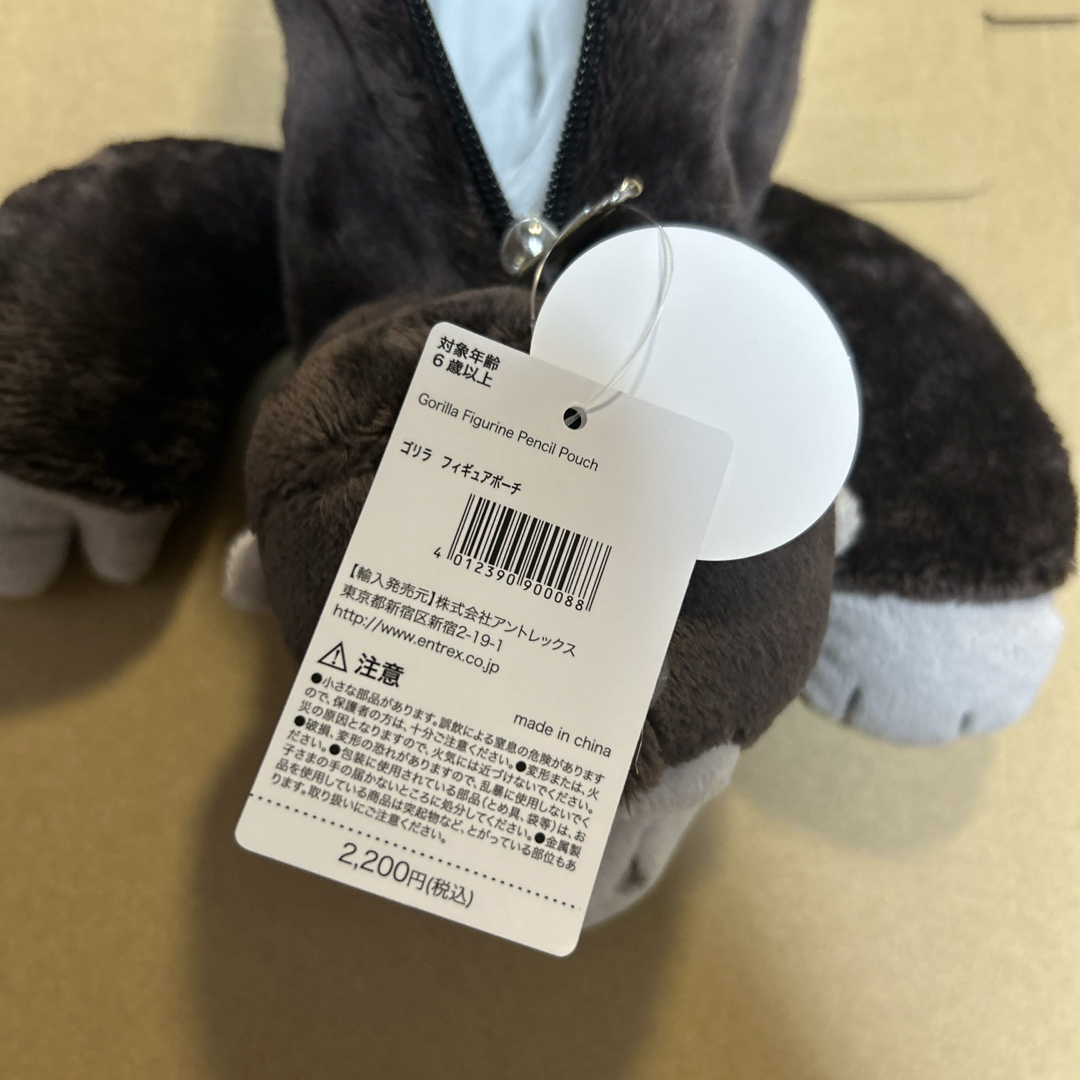 対象年齢
6歳以上
Gorilla Figurine Pencil Pouch
ゴリラ フィギュアポーチ
4 012390 900088
【輸入発売元】株式会社アントレックス
東京都新宿区新宿2-19-1
http://www.entrex.co.jp
注意
made in china
●小さな部品があります。誤飲による窒息の危険があります
ので、保護者の方は、十分ご注意ください。●変形または、火
災の原因となりますので、火気には近づけないでください。
●破損、変形の恐れがありますので、乱暴に使用しないでく
ださい。●包装に使用されている部品（とめ具、袋等）は、お
子さまの手の届かないところに処分してください。●金属製
品を使用している商品は突起物など、とがっている部位もあ
ります。取り扱いにご注意ください。
2,200円(税込)